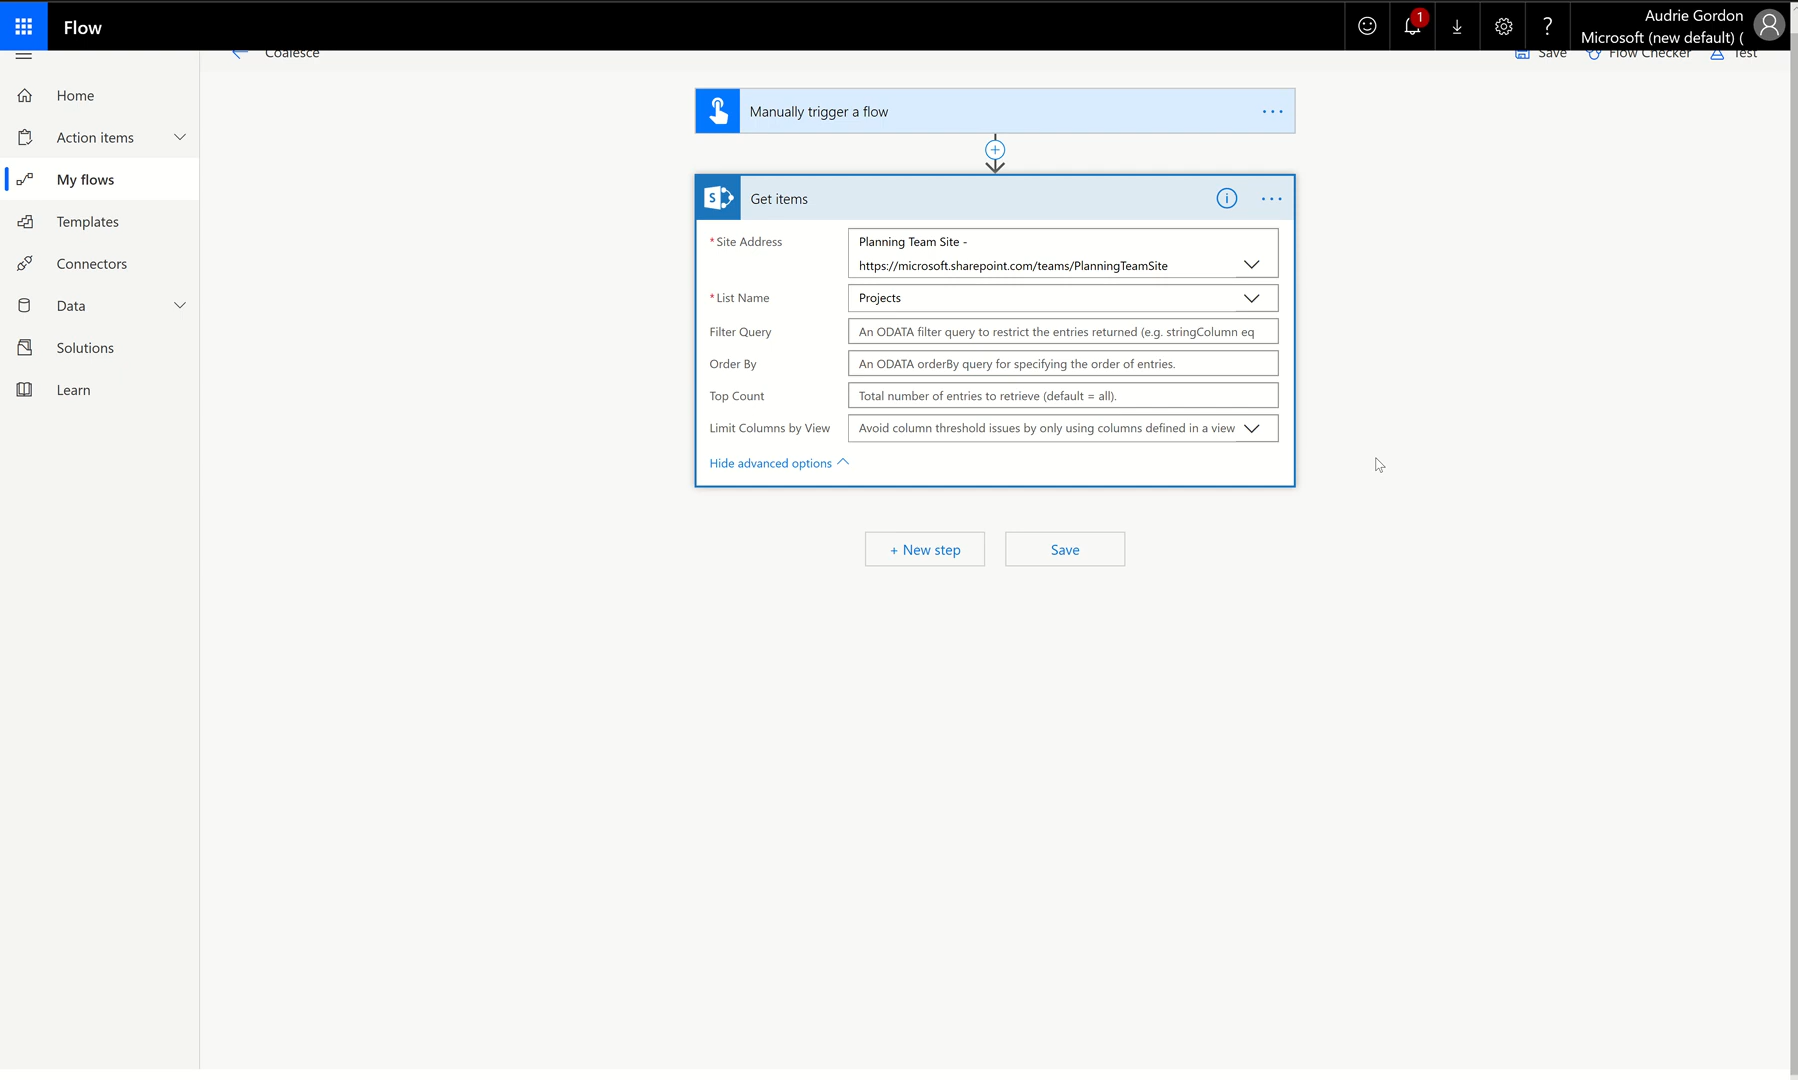 Flow
1
?
Audrie Gordon
Microsoft (new default) (
Coalesce
Save
Flow Checker
Test
Home
Action items
My flows
Templates
Connectors
Data
Solutions
Learn
Manually trigger a flow
...
S
Get items
i
...
* Site Address
Planning Team Site -
https://microsoft.sharepoint.com/teams/PlanningTeamSite
* List Name
Projects
Filter Query
An ODATA filter query to restrict the entries returned (e.g. stringColumn eq
Order By
An ODATA orderBy query for specifying the order of entries.
Top Count
Total number of entries to retrieve (default = all).
Limit Columns by View
Avoid column threshold issues by only using columns defined in a view
Hide advanced options
+ New step
Save